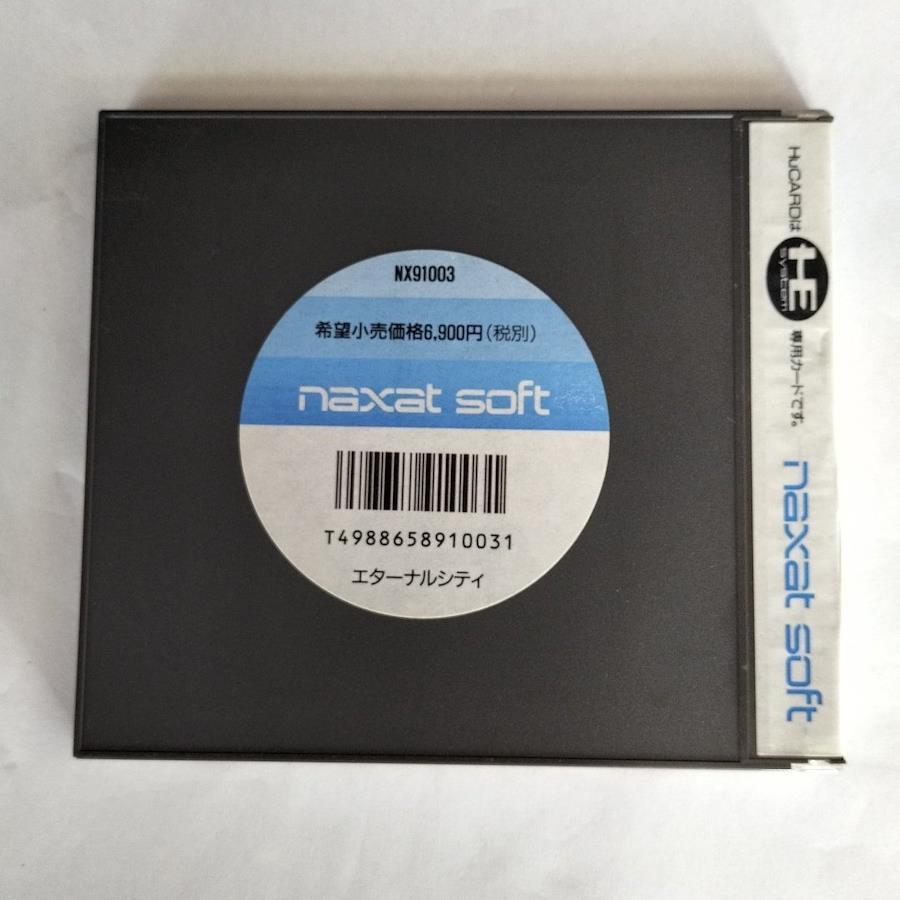 NX91003
希望小売価格6,900円(税別)
naxat soft
T4988658910031
エターナルシティ
HuCARDは HE system 専用カードです。
naxat soft